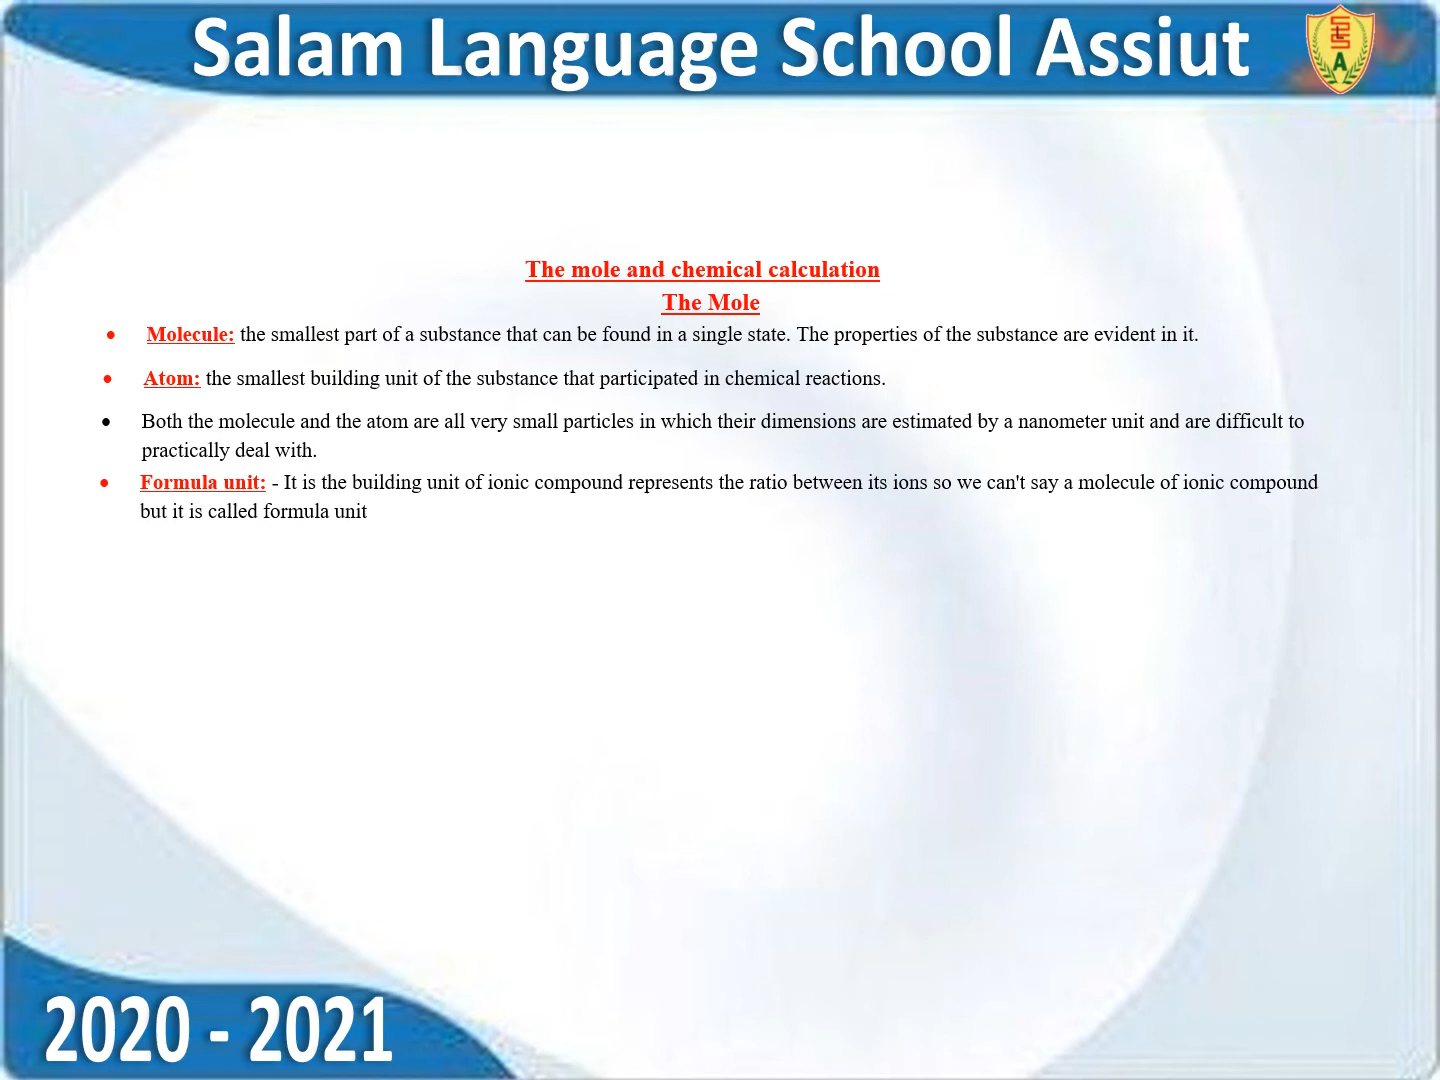 Salam Language School Assiut
The mole and chemical calculation
The Mole
• Molecule: the smallest part of a substance that can be found in a single state. The properties of the substance are evident in it.
• Atom: the smallest building unit of the substance that participated in chemical reactions.
• Both the molecule and the atom are all very small particles in which their dimensions are estimated by a nanometer unit and are difficult to
practically deal with.
• Formula unit: - It is the building unit of ionic compound represents the ratio between its ions so we can't say a molecule of ionic compound
but it is called formula unit
2020 - 2021